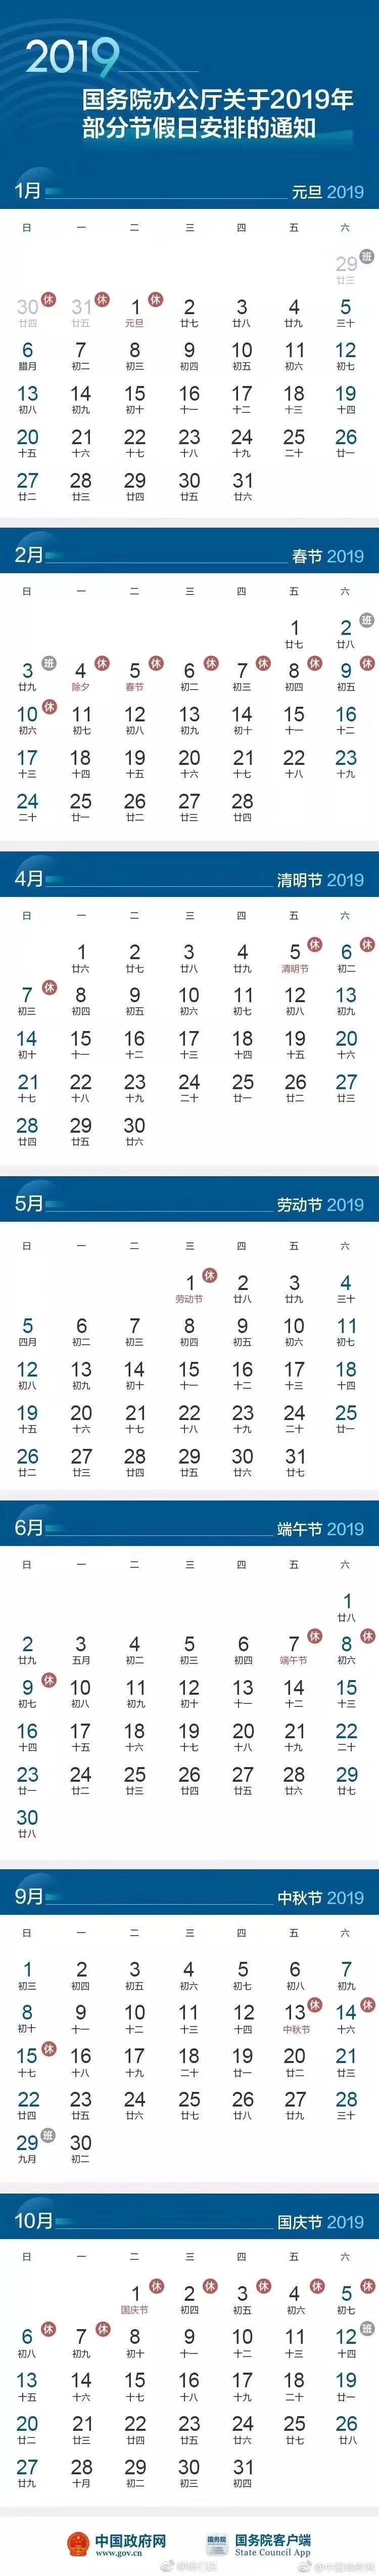 2019
国务院办公厅关于2019年
部分节假日安排的通知
1月 元旦 2019
日 一 二 三 四 五 六
29 班
廿三
30 休 31 休 1 休 2 3 4 5
廿四 廿五 元旦 廿七 廿八 廿九 三十
6 7 8 9 10 11 12
腊月 初二 初三 初四 初五 初六 初七
13 14 15 16 17 18 19
初八 初九 初十 十一 十二 十三 十四
20 21 22 23 24 25 26
十五 十六 十七 十八 十九 二十 廿一
27 28 29 30 31
廿二 廿三 廿四 廿五 廿六
2月 春节 2019
日 一 二 三 四 五 六
1 2 班
廿七 廿八
3 班 4 休 5 休 6 休 7 休 8 休 9 休
廿九 除夕 春节 初二 初三 初四 初五
10 休 11 12 13 14 15 16
初六 初七 初八 初九 初十 十一 十二
17 18 19 20 21 22 23
十三 十四 十五 十六 十七 十八 十九
24 25 26 27 28
二十 廿一 廿二 廿三 廿四
4月 清明节 2019
日 一 二 三 四 五 六
1 2 3 4 5 休 6 休
廿六 廿七 廿八 廿九 清明节 初二
7 休 8 9 10 11 12 13
初三 初四 初五 初六 初七 初八 初九
14 15 16 17 18 19 20
初十 十一 十二 十三 十四 十五 十六
21 22 23 24 25 26 27
十七 十八 十九 二十 廿一 廿二 廿三
28 29 30
廿四 廿五 廿六
5月 劳动节 2019
日 一 二 三 四 五 六
1 休 2 3 4
劳动节 廿八 廿九 三十
5 6 7 8 9 10 11
四月 初二 初三 初四 初五 初六 初七
12 13 14 15 16 17 18
初八 初九 初十 十一 十二 十三 十四
19 20 21 22 23 24 25
十五 十六 十七 十八 十九 二十 廿一
26 27 28 29 30 31
廿二 廿三 廿四 廿五 廿六 廿七
6月 端午节 2019
日 一 二 三 四 五 六
1
廿八
2 3 4 5 6 7 休 8 休
廿九 五月 初二 初三 初四 端午节 初六
9 休 10 11 12 13 14 15
初七 初八 初九 初十 十一 十二 十三
16 17 18 19 20 21 22
十四 十五 十六 十七 十八 十九 二十
23 24 25 26 27 28 29
廿一 廿二 廿三 廿四 廿五 廿六 廿七
30
廿八
9月 中秋节 2019
日 一 二 三 四 五 六
1 2 3 4 5 6 7
初三 初四 初五 初六 初七 初八 初九
8 9 10 11 12 13 休 14 休
初十 十一 十二 十三 十四 中秋节 十六
15 休 16 17 18 19 20 21
十七 十八 十九 二十 廿一 廿二 廿三
22 23 24 25 26 27 28
廿四 廿五 廿六 廿七 廿八 廿九 三十
29 班 30
九月 初二
10月 国庆节 2019
日 一 二 三 四 五 六
1 休 2 休 3 休 4 休 5 休
国庆节 初四 初五 初六 初七
6 休 7 休 8 9 10 11 12 班
初八 初九 初十 十一 十二 十三 十四
13 14 15 16 17 18 19
十五 十六 十七 十八 十九 二十 廿一
20 21 22 23 24 25 26
廿二 廿三 廿四 廿五 廿六 廿七 廿八
27 28 29 30 31
廿九 十月 初二 初三 初四
中国政府网
www.gov.cn
国务院客户端
State Council App
@中国政府网